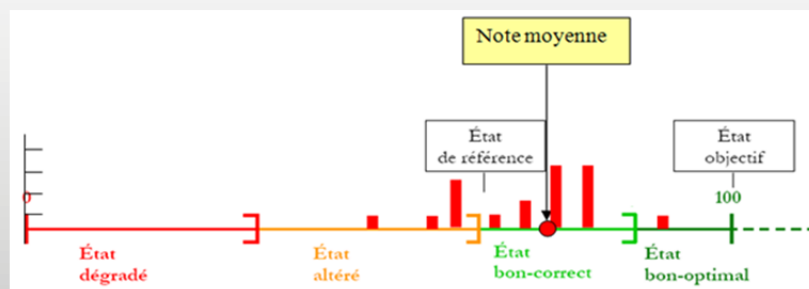 Note moyenne
État
de référence
État
objectif
0
100
État
dégradé
État
altéré
État
bon-correct
État
bon-optimal